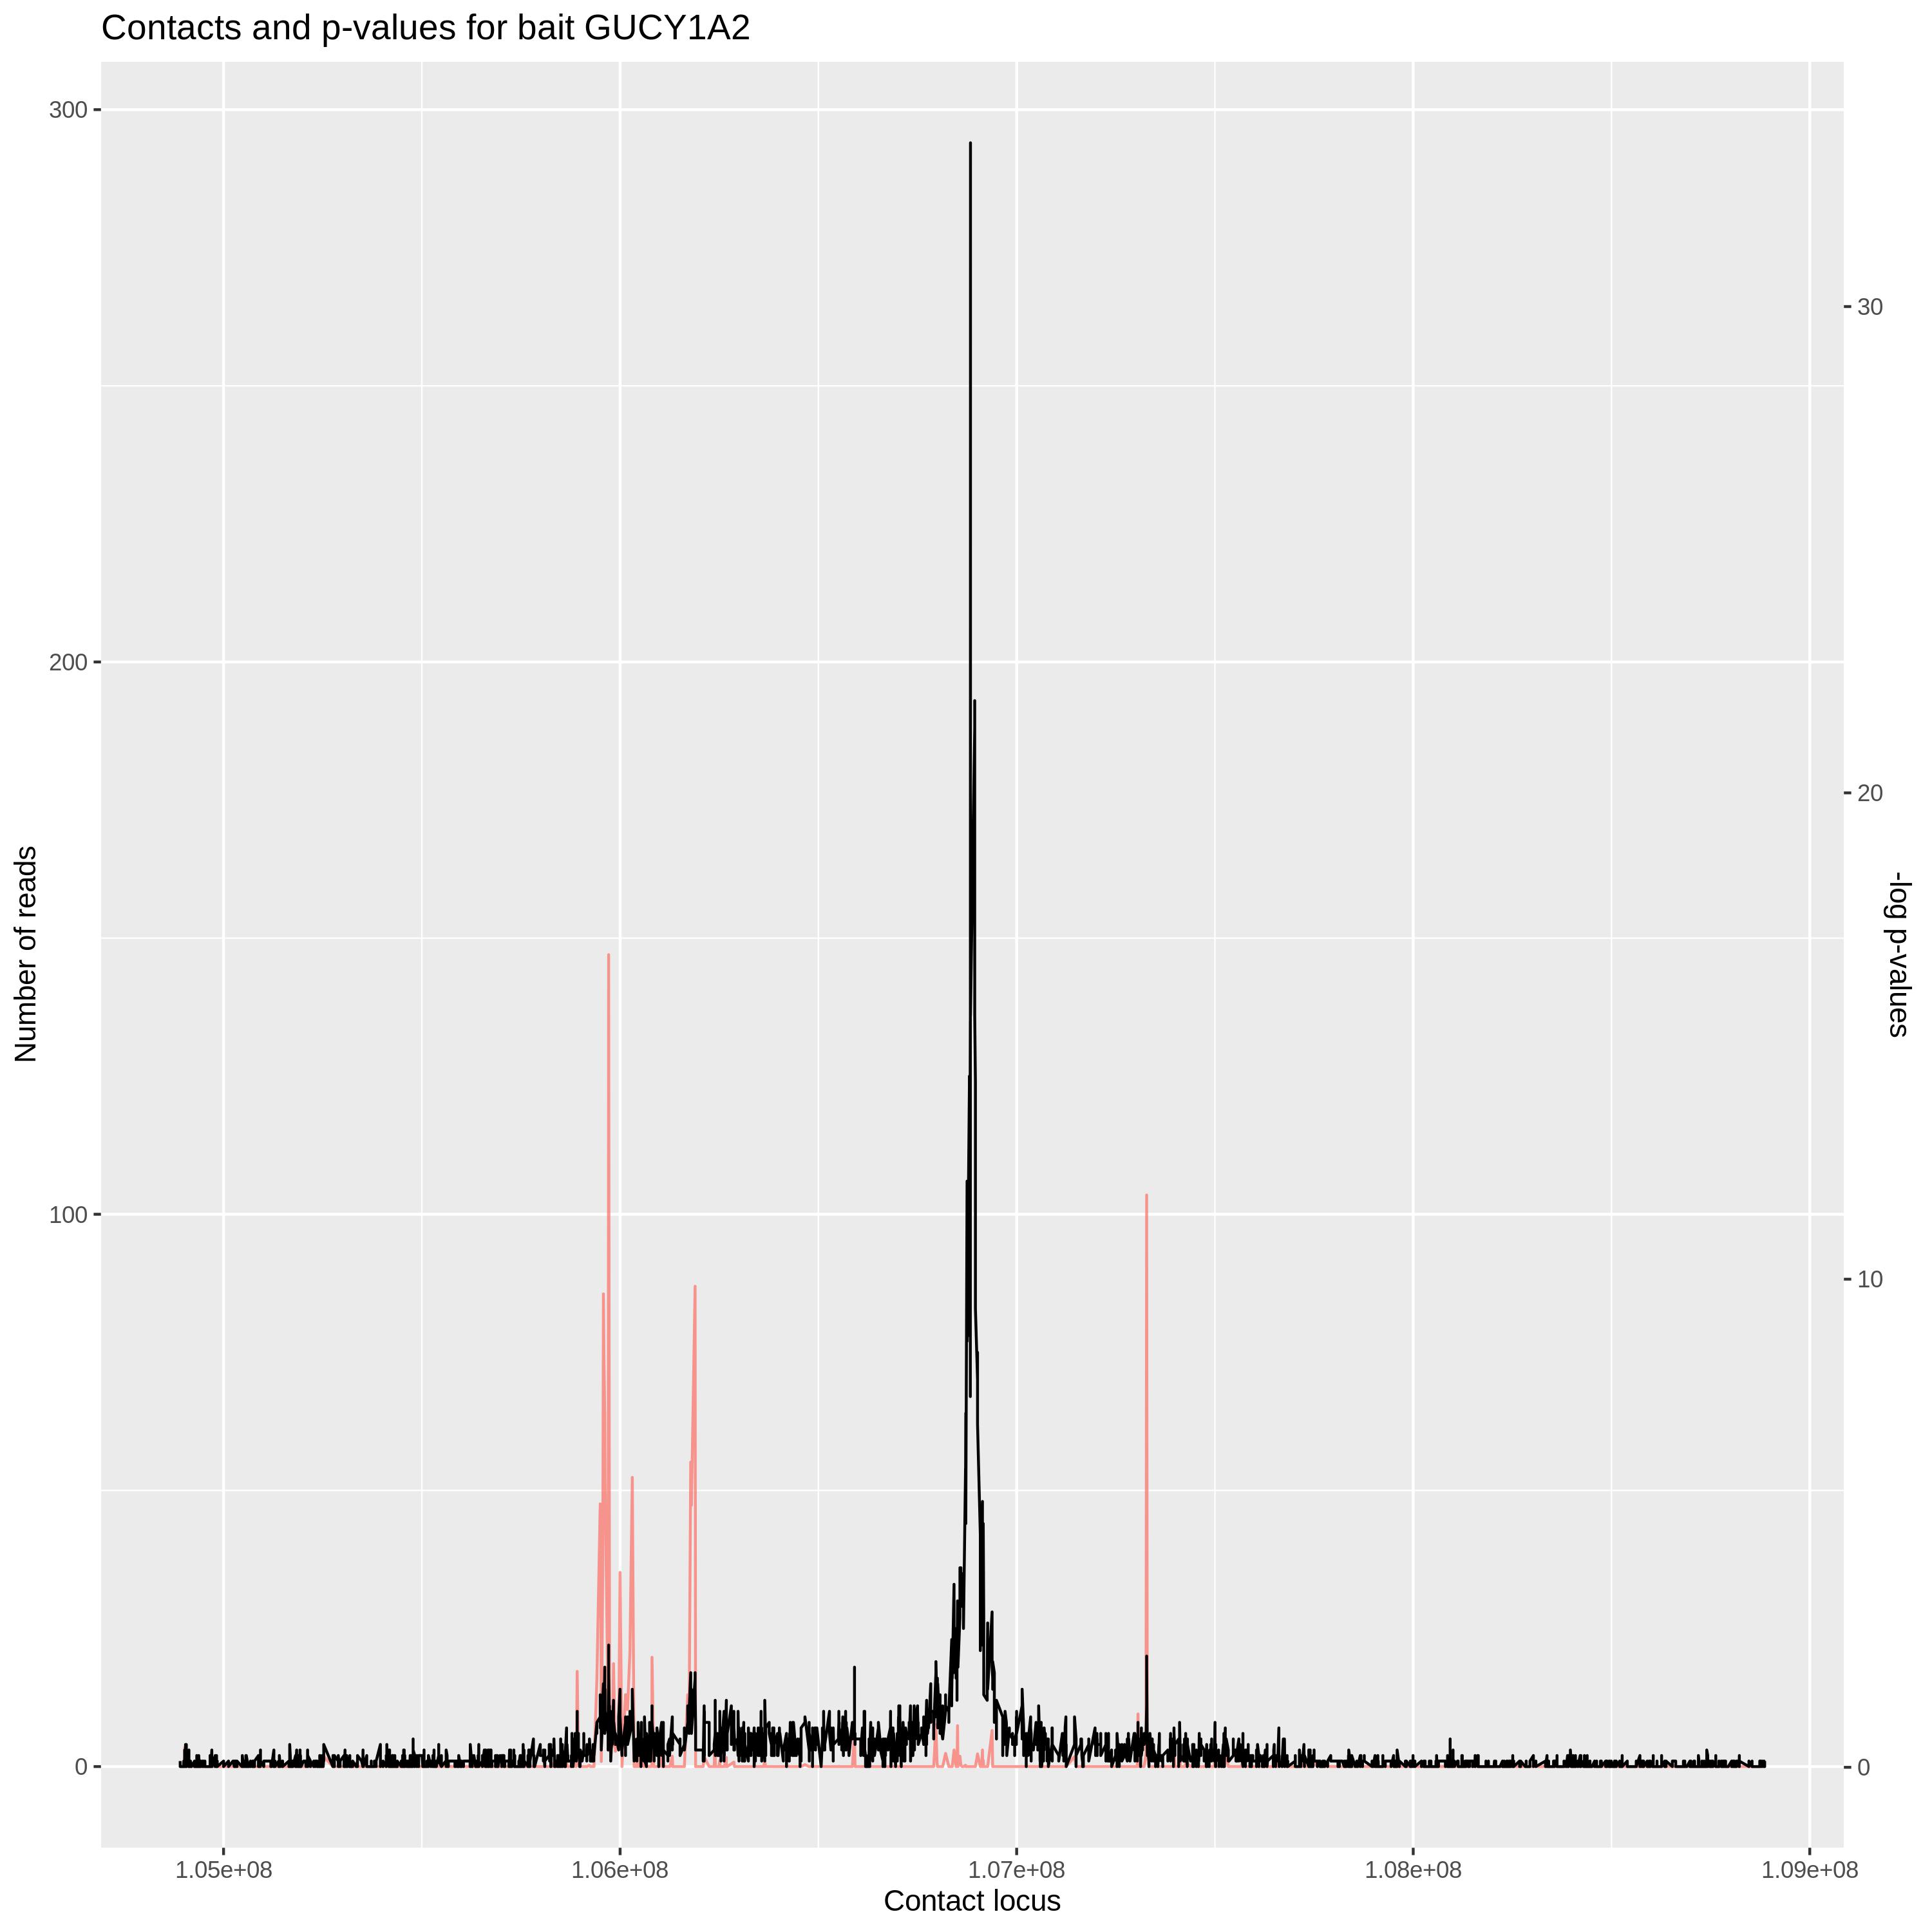 Contacts and p-values for bait GUCY1A2
300
200
100
0
Number of reads
30
20
10
0
-log p-values
1.05e+08 1.06e+08 1.07e+08 1.08e+08 1.09e+08
Contact locus